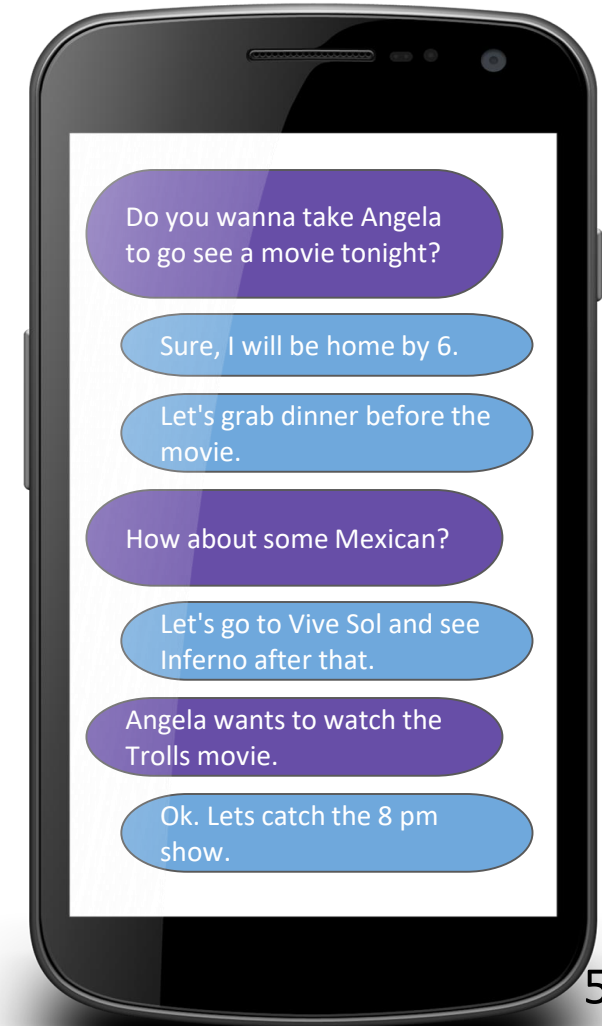 Do you wanna take Angela
to go see a movie tonight?
Sure, I will be home by 6.
Let's grab dinner before the
movie.
How about some Mexican?
Let's go to Vive Sol and see
Inferno after that.
Angela wants to watch the
Trolls movie.
Ok. Lets catch the 8 pm
show.
5